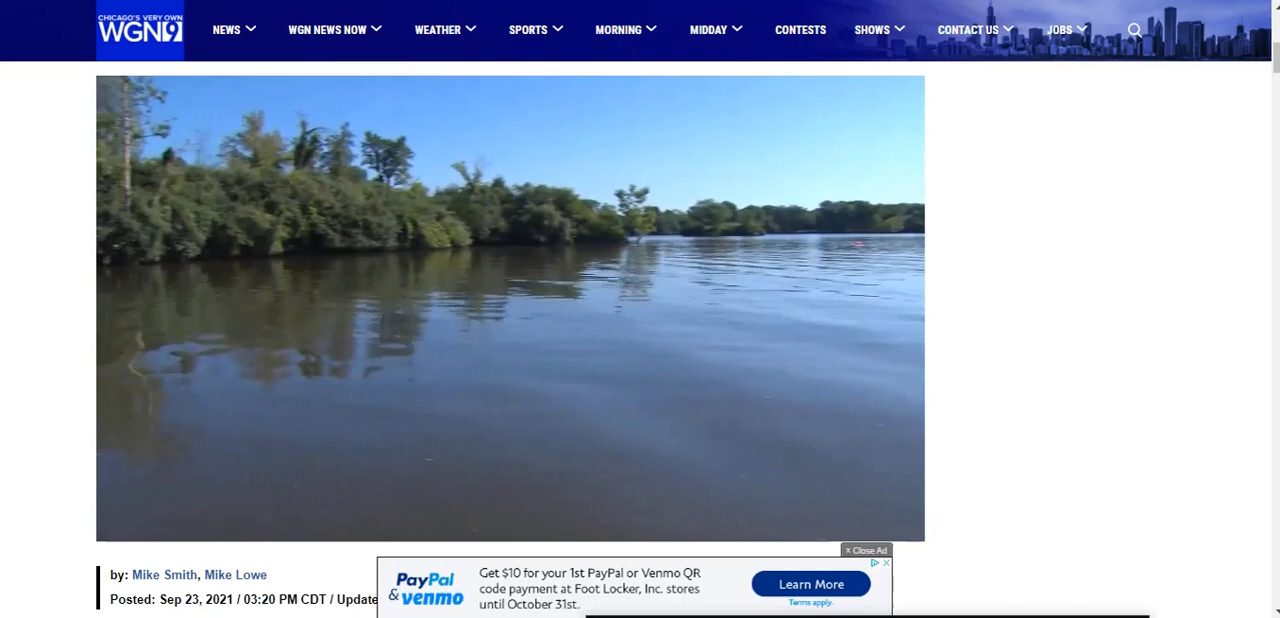 CHICAGO'S VERY OWN
WGN9
NEWS
WGN NEWS NOW
WEATHER
SPORTS
MORNING
MIDDAY
CONTESTS
SHOWS
CONTACT US
JOBS
x Close Ad
by: Mike Smith, Mike Lowe
Posted: Sep 23, 2021 / 03:20 PM CDT / Update
PayPal
& venmo
Get $10 for your 1st PayPal or Venmo QR
code payment at Foot Locker, Inc. stores
until October 31st.
Learn More
Terms apply.